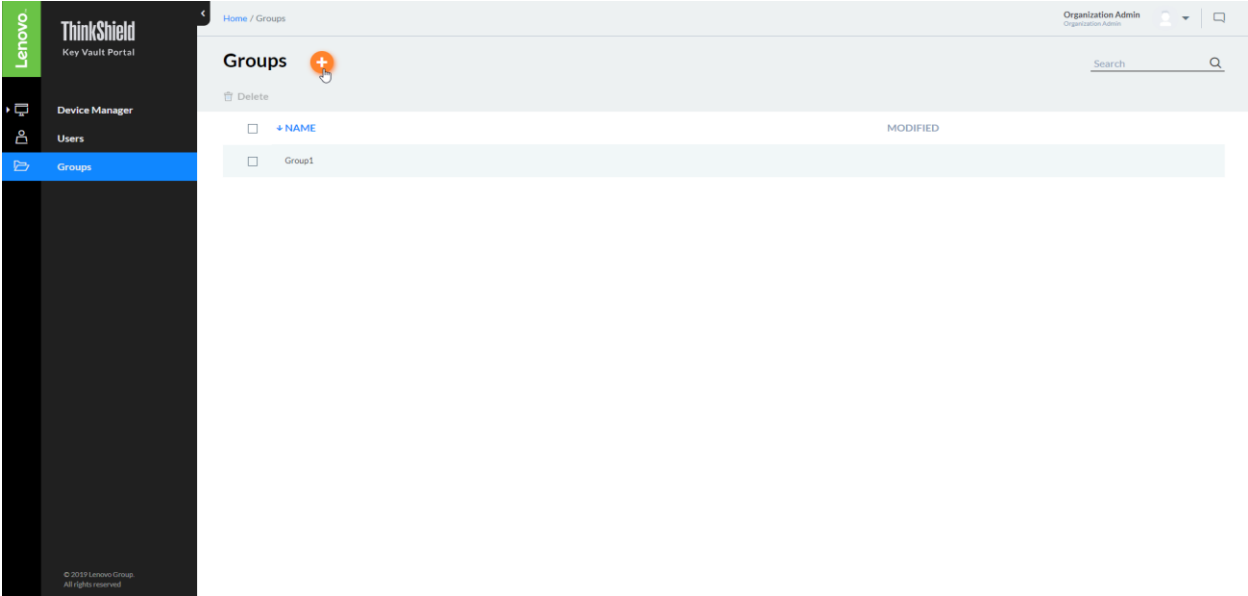 Lenovo.
ThinkShield
Key Vault Portal
Device Manager
Users
Groups
© 2019 Lenovo Group.
All rights reserved
Home / Groups
Organization Admin
Organization Admin
Groups
Search
Delete
NAME
MODIFIED
Group1